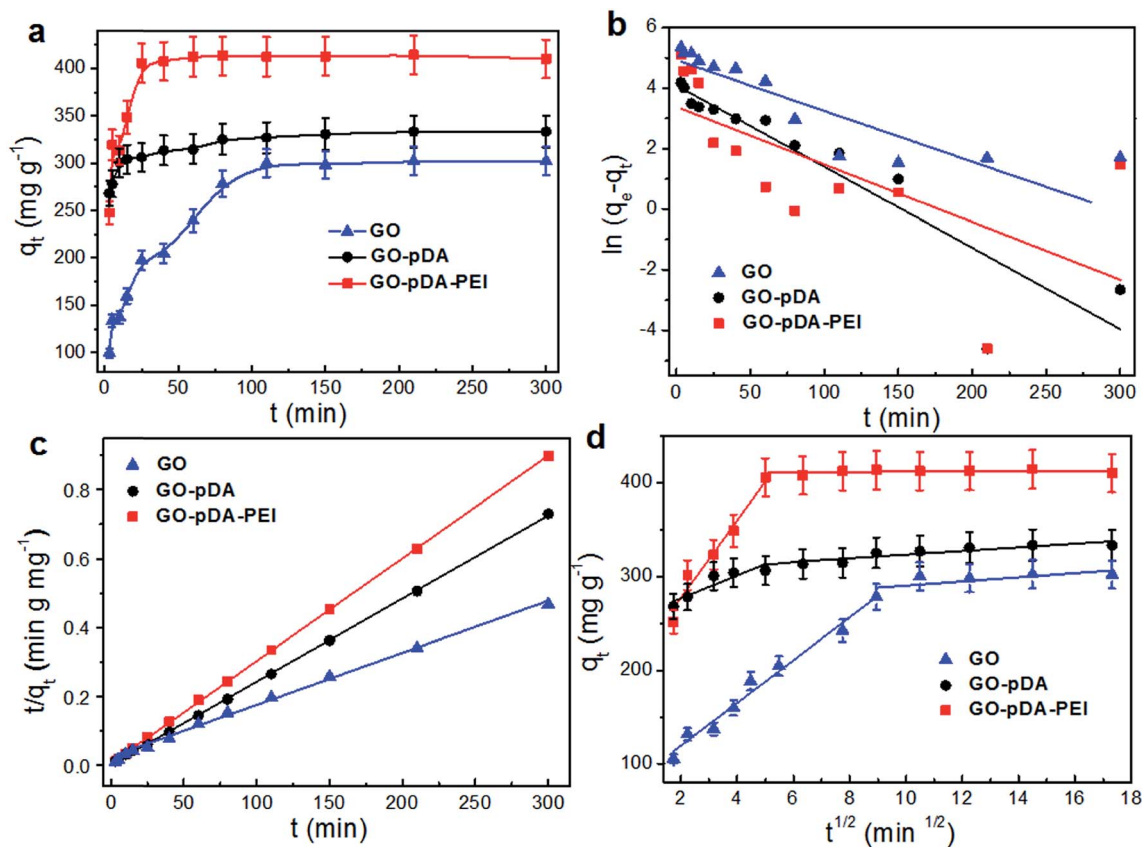 a
q_t (mg g⁻¹)
400
350
300
250
200
150
100
GO
GO-pDA
GO-pDA-PEI
0 50 100 150 200 250 300
t (min)
b
ln (q_e-q_t)
6
4
2
0
-2
-4
GO
GO-pDA
GO-pDA-PEI
0 50 100 150 200 250 300
t (min)
c
t/q_t (min g mg⁻¹)
GO
GO-pDA
GO-pDA-PEI
0.8
0.6
0.4
0.2
0.0
0 50 100 150 200 250 300
t (min)
d
q_t (mg g⁻¹)
400
300
200
100
GO
GO-pDA
GO-pDA-PEI
2 4 6 8 10 12 14 16 18
t^1/2 (min ^1/2)